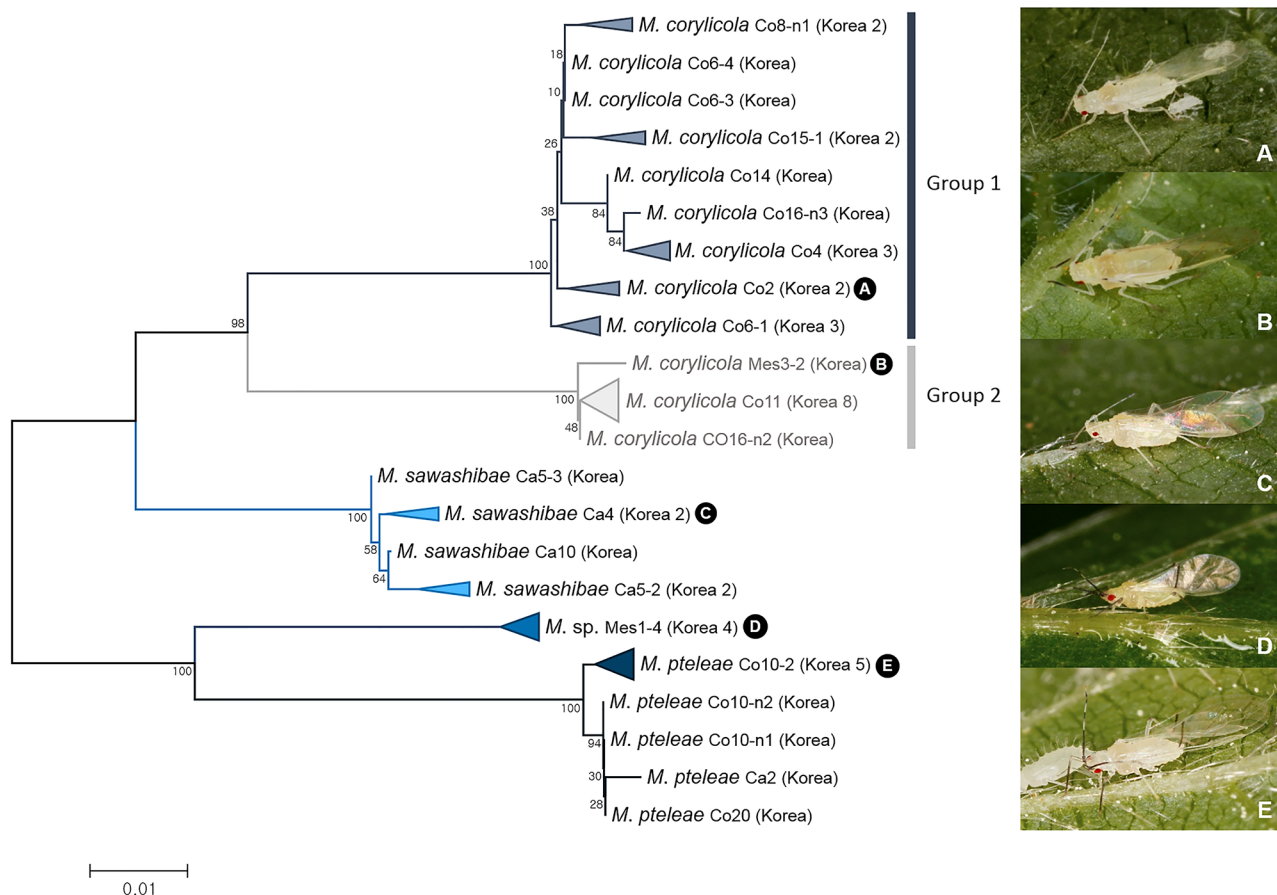 M. corylicola Co8-n1 (Korea 2)
18
M. corylicola Co6-4 (Korea)
10
M. corylicola Co6-3 (Korea)
26
M. corylicola Co15-1 (Korea 2)
M. corylicola Co14 (Korea)
Group 1
84
38
M. corylicola Co16-n3 (Korea)
84
M. corylicola Co4 (Korea 3)
100
M. corylicola Co2 (Korea 2) A
M. corylicola Co6-1 (Korea 3)
98
M. corylicola Mes3-2 (Korea) B
100
M. corylicola Co11 (Korea 8)
Group 2
48
M. corylicola CO16-n2 (Korea)
M. sawashibae Ca5-3 (Korea)
100
M. sawashibae Ca4 (Korea 2) C
58
M. sawashibae Ca10 (Korea)
64
M. sawashibae Ca5-2 (Korea 2)
M. sp. Mes1-4 (Korea 4) D
100
M. pteleae Co10-2 (Korea 5) E
100
M. pteleae Co10-n2 (Korea)
94
M. pteleae Co10-n1 (Korea)
30
M. pteleae Ca2 (Korea)
28
M. pteleae Co20 (Korea)
0.01
A
B
C
D
E